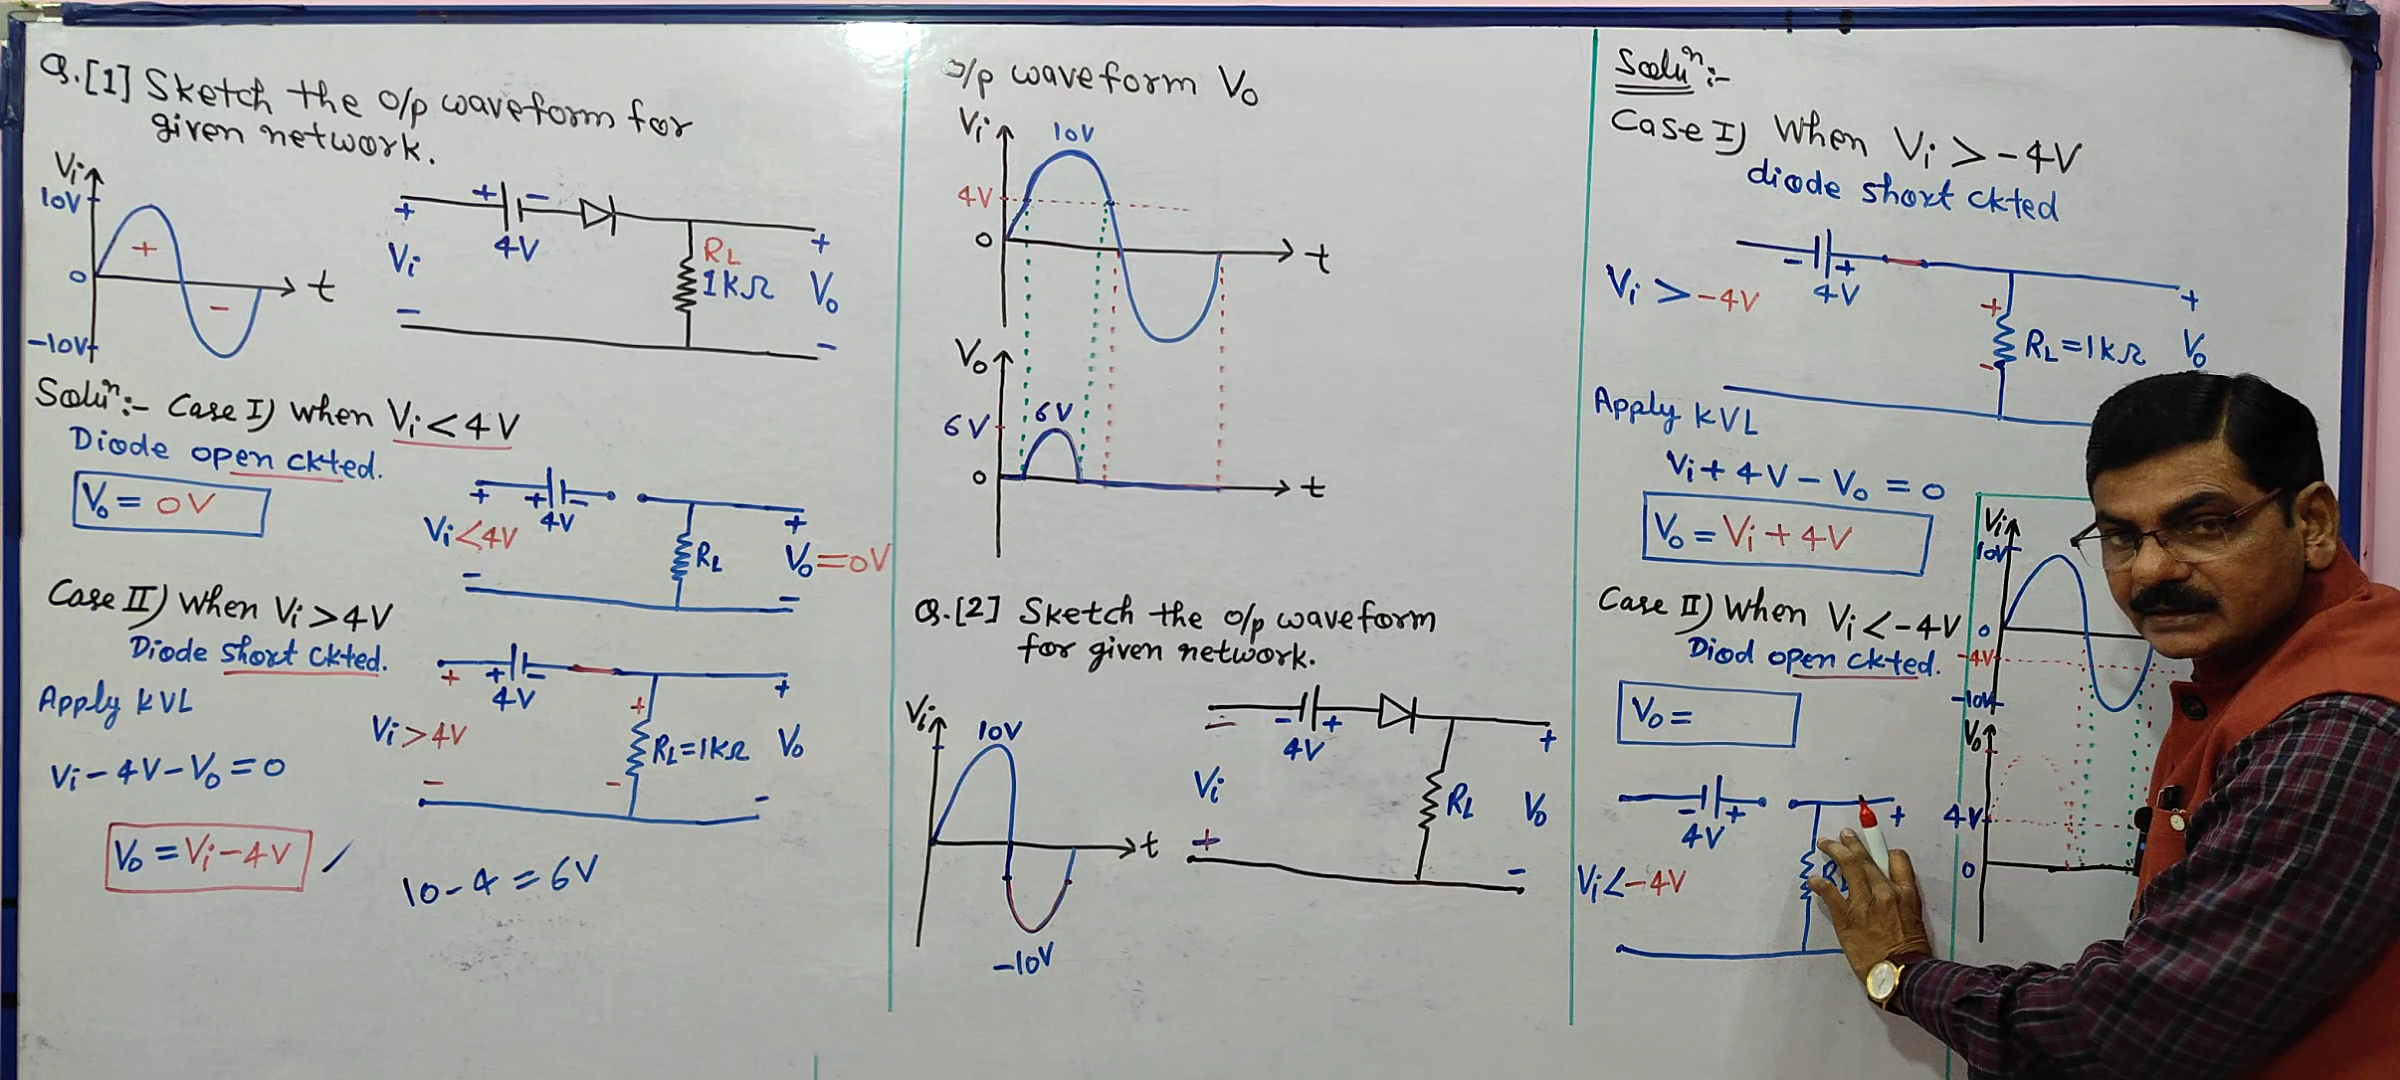 Q.[1] Sketch the o/p waveform for
given network.
Vi
10V
+
0
-
-10V
t
+ - 
4V
+
Vi
-
RL
1kΩ
+
Vo
-
Soluⁿ:- Case I) When Vi < 4V
Diode open ckted.
Vo = 0V
+ + -
4V
Vi<4V
-
RL
+
Vo=0V
-
Case II) When Vi > 4V
Diode short ckted.
Apply KVL
Vi - 4V - Vo = 0
Vo = Vi - 4V
10 - 4 = 6V
+ + -
4V
Vi > 4V
-
+
RL = 1kΩ
-
+
Vo
-
o/p waveform Vo
Vi
10V
4V
0
t
Vo
6V
6V
0
t
Q.[2] Sketch the o/p waveform
for given network.
Vi
10V
t
-10V
-
- +
4V
Vi
+
RL
+
Vo
-
Soluⁿ:-
Case I) When Vi > -4V
diode short ckted
- +
4V
Vi > -4V
+
RL = 1kΩ
-
+
Vo
Apply KVL
Vi + 4V - Vo = 0
Vo = Vi + 4V
Case II) When Vi < -4V
Diod open ckted.
Vo =
- +
4V
Vi < -4V
+
Vi
10V
0
-4V
-10V
Vo
4V
0